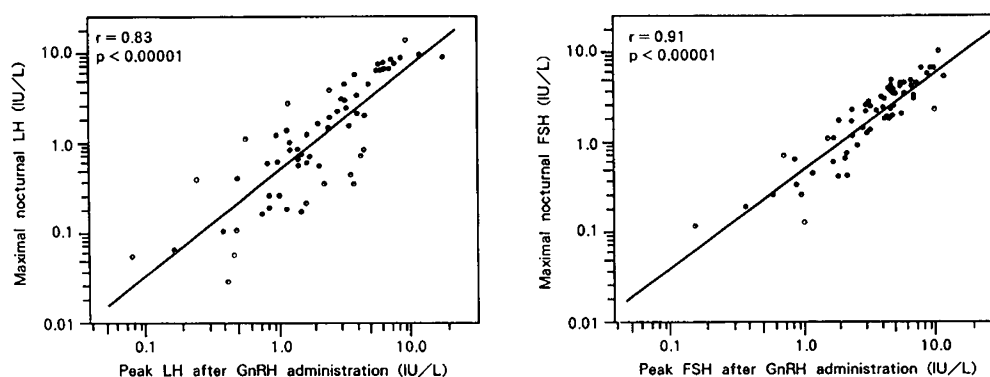 r = 0.83
p < 0.00001
10.0
1.0
0.1
0.01
Maximal nocturnal LH (IU/L)
0.1
1.0
10.0
Peak LH after GnRH administration (IU/L)
r = 0.91
p < 0.00001
10.0
1.0
0.1
0.01
Maximal nocturnal FSH (IU/L)
0.1
1.0
10.0
Peak FSH after GnRH administration (IU/L)